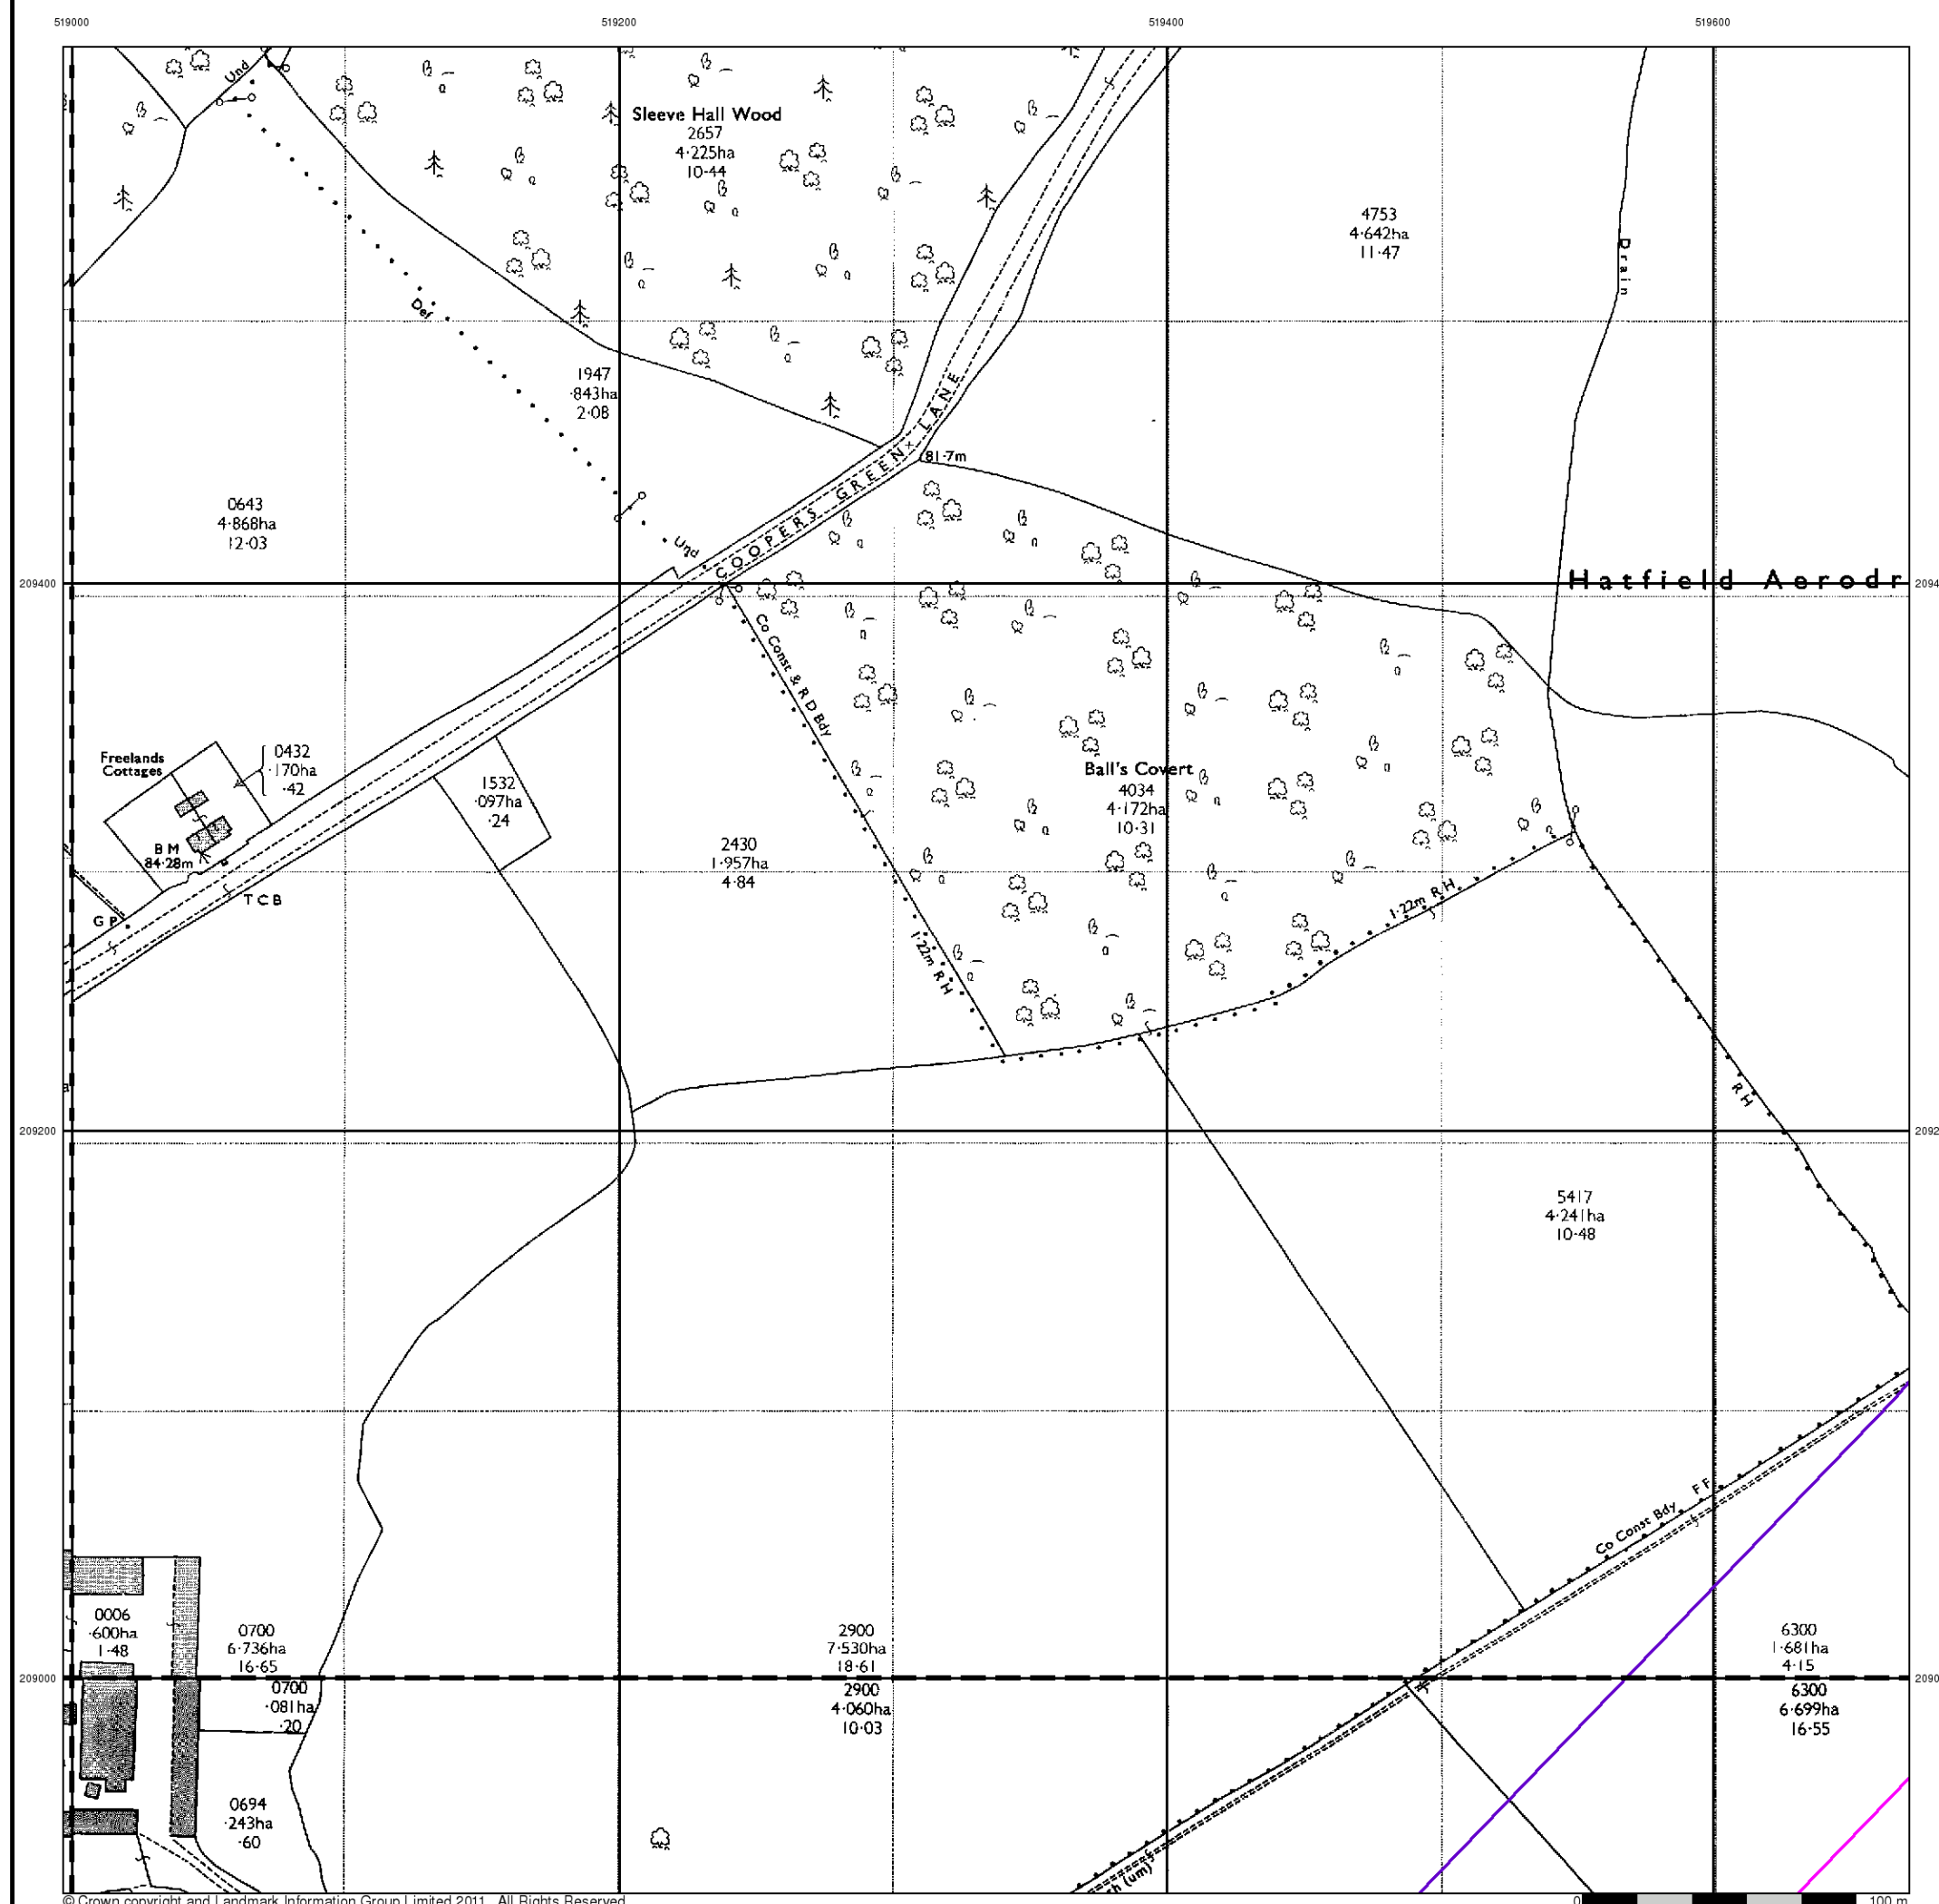 519000
519200
519400
519600
Und
Sleeve Hall Wood
2657
4·225ha
10·44
4753
4·642ha
11·47
Drain
Def
1947
·843ha
2·08
COOPERS GREEN LANE
81·7m
0643
4·868ha
12·03
Und
209400
Hatfield Aerodr
2094
Co Const & R D Bdy
Freelands
Cottages
0432
·170ha
·42
1532
·097ha
·24
Ball's Covert
4034
4·172ha
10·31
B M
84·28m
2430
1·957ha
4·84
T C B
G P
1·22m R H
1·22m R H
R H
209200
2092
5417
4·241ha
10·48
F F
Co Const Bdy
0006
·600ha
1·48
0700
6·736ha
16·65
2900
7·530ha
18·61
6300
1·681ha
4·15
209000
2090
0700
·081ha
·20
2900
4·060ha
10·03
6300
6·699ha
16·55
0694
·243ha
·60
(um)
© Crown copyright and Landmark Information Group Limited 2011. All Rights Reserved
0
100 m